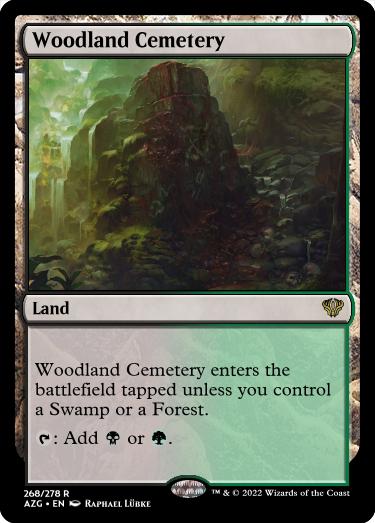 Woodland Cemetery
Land
Woodland Cemetery enters the
battlefield tapped unless you control
a Swamp or a Forest.
: Add or .
268/278 R
AZG • EN Raphael Lübke
™ & © 2022 Wizards of the Coast